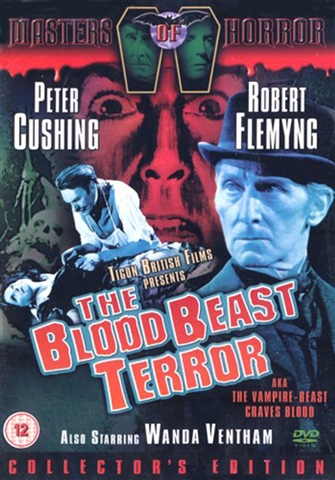 MASTERS OF HORROR
PETER
CUSHING
ROBERT
FLEMYNG
TIGON BRITISH FILMS
PRESENTS
THE
BLOOD BEAST
TERROR
AKA
THE VAMPIRE-BEAST
CRAVES BLOOD
12
ALSO STARRING WANDA VENTHAM
DVD
VIDEO
COLLECTOR'S EDITION